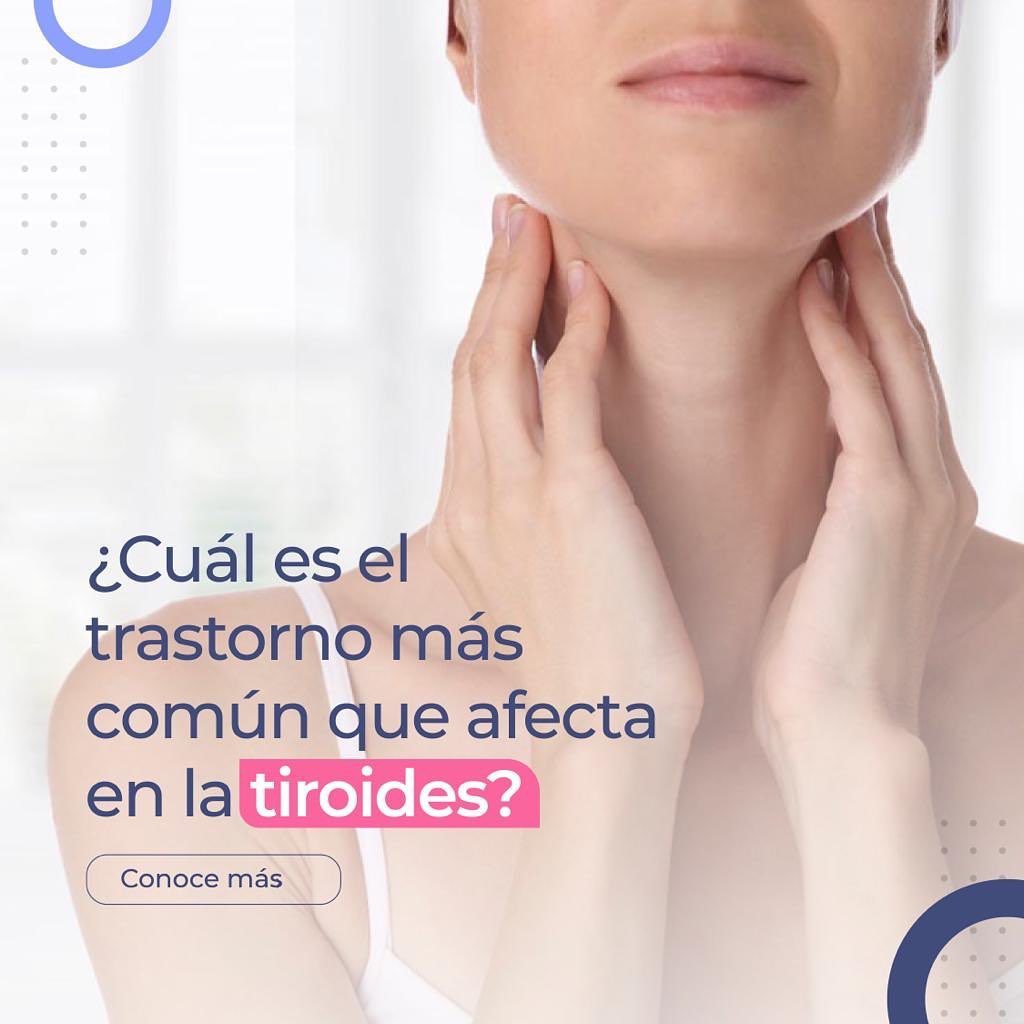 ¿Cuál es el
trastorno más
común que afecta
en la tiroides?
Conoce más